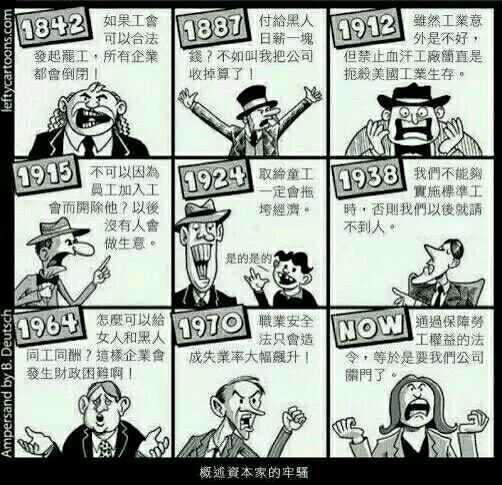 leftycartoons.com
1842
如果工會
可以合法
發起罷工，所有企業
都會倒閉！
1887
付給黑人
日薪一塊
錢？不如叫我把公司
收掉算了！
1912
雖然工業意
外是不好，
但禁止血汗工廠簡直是
扼殺美國工業生存。
1915
不可以因為
員工加入工
會而開除他？以後
沒有人會
做生意。
1924
取締童工
一定會拖
垮經濟。
是的是的
1938
我們不能夠
實施標準工
時，否則我們以後就請
不到人。
Ampersand by B. Deutsch
1964
怎麼可以給
女人和黑人
同工同酬？這樣企業會
發生財政困難啊！
1970
職業安全
法只會造
成失業率大幅飆升！
NOW
通過保障勞
工權益的法
令，等於是要我們公司
關門了。
概述資本家的牢騷